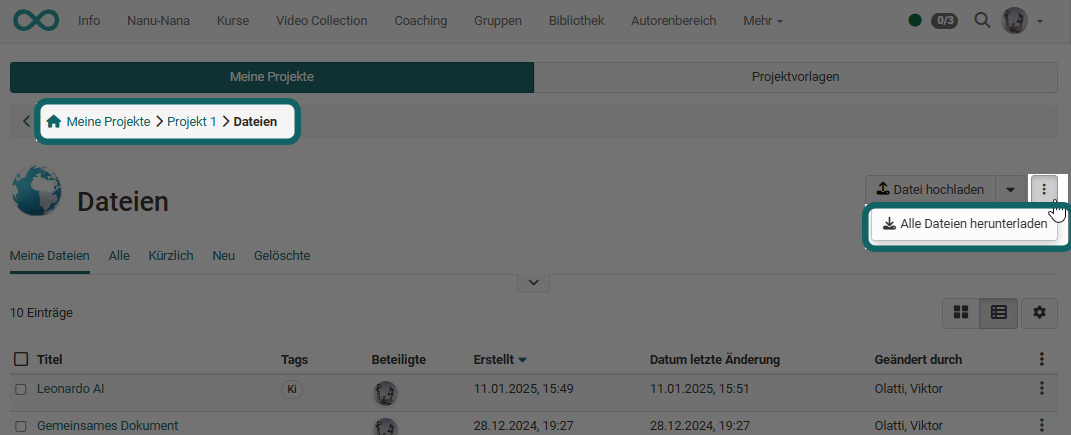 Info Nanu-Nana Kurse Video Collection Coaching Gruppen Bibliothek Autorenbereich Mehr 0/3
Meine Projekte Projektvorlagen
Meine Projekte Projekt 1 Dateien
Dateien
Datei hochladen
Alle Dateien herunterladen
Meine Dateien Alle Kürzlich Neu Gelöschte
10 Einträge
Titel Tags Beteiligte Erstellt Datum letzte Änderung Geändert durch
Leonardo AI Ki 11.01.2025, 15:49 11.01.2025, 15:51 Olatti, Viktor
Gemeinsames Dokument 28.12.2024, 19:27 28.12.2024, 19:27 Olatti, Viktor